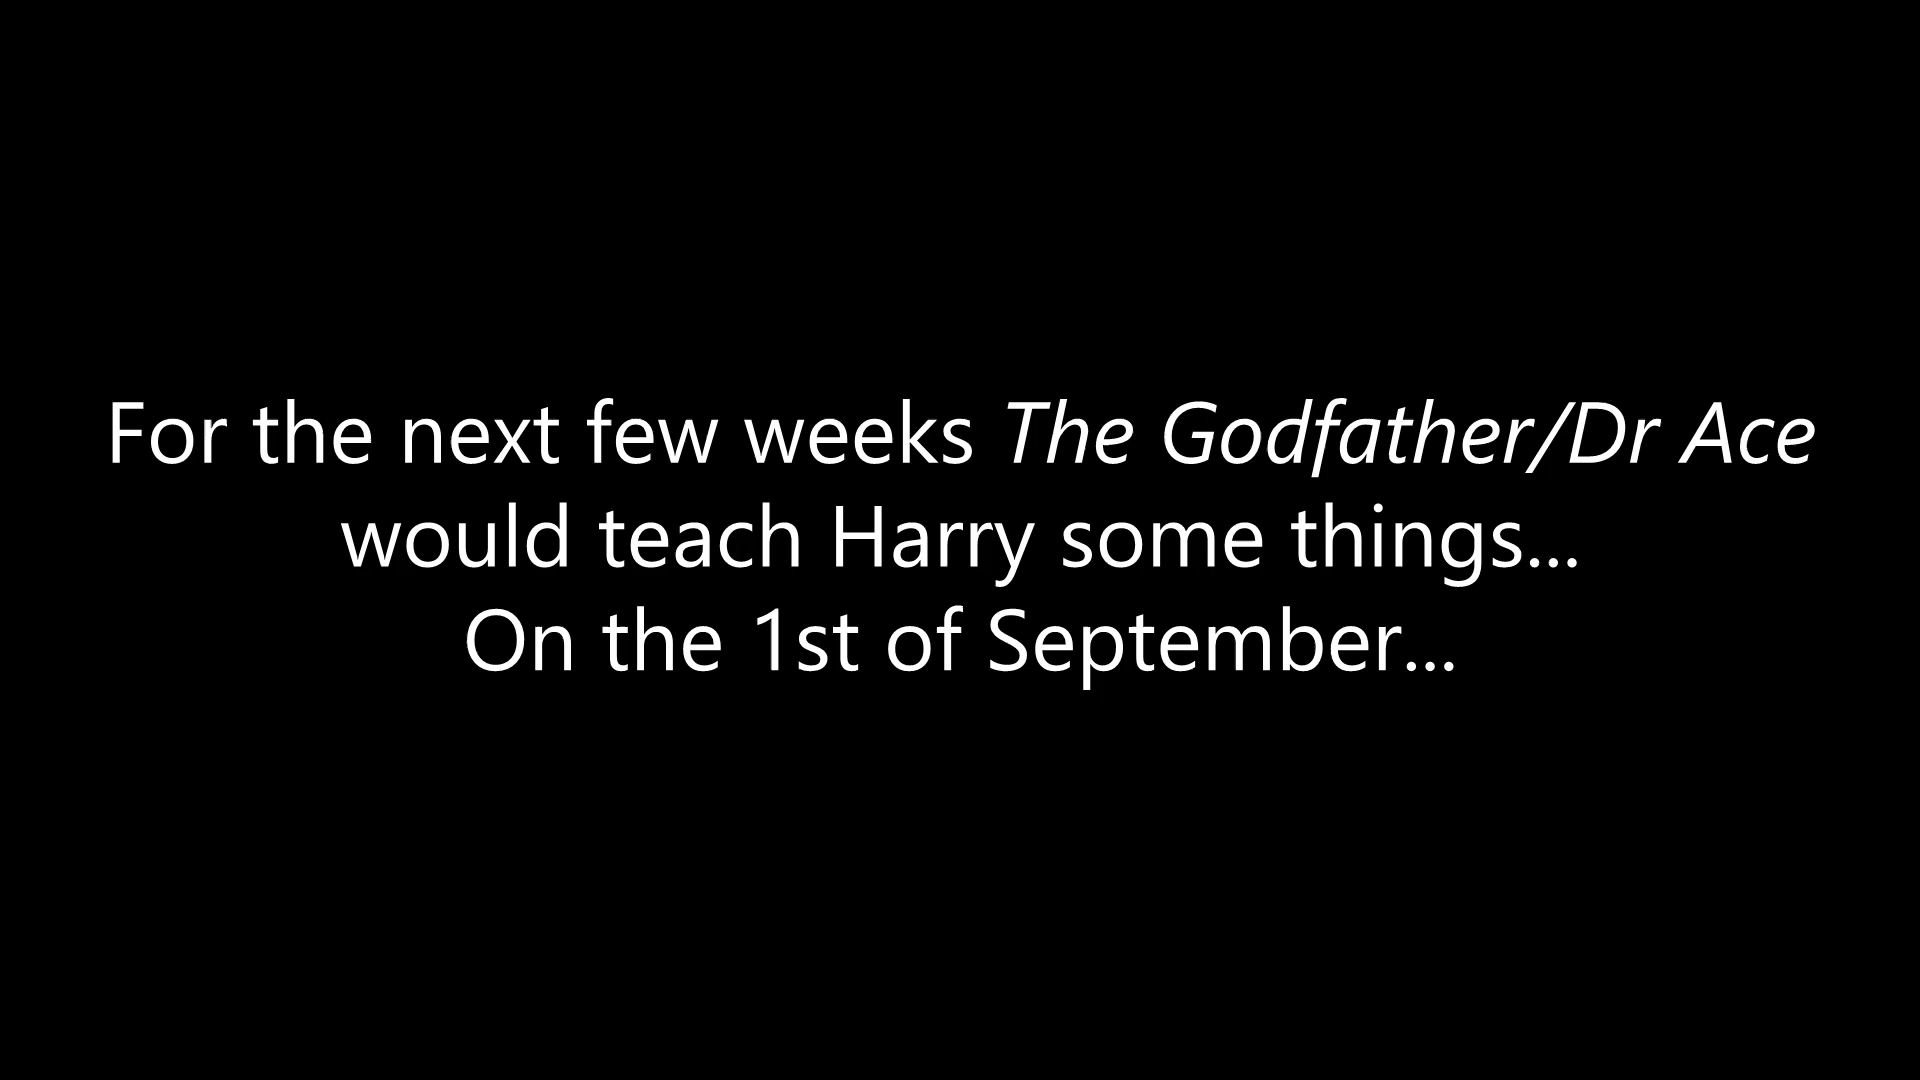 For the next few weeks The Godfather/Dr Ace
would teach Harry some things...
On the 1st of September...